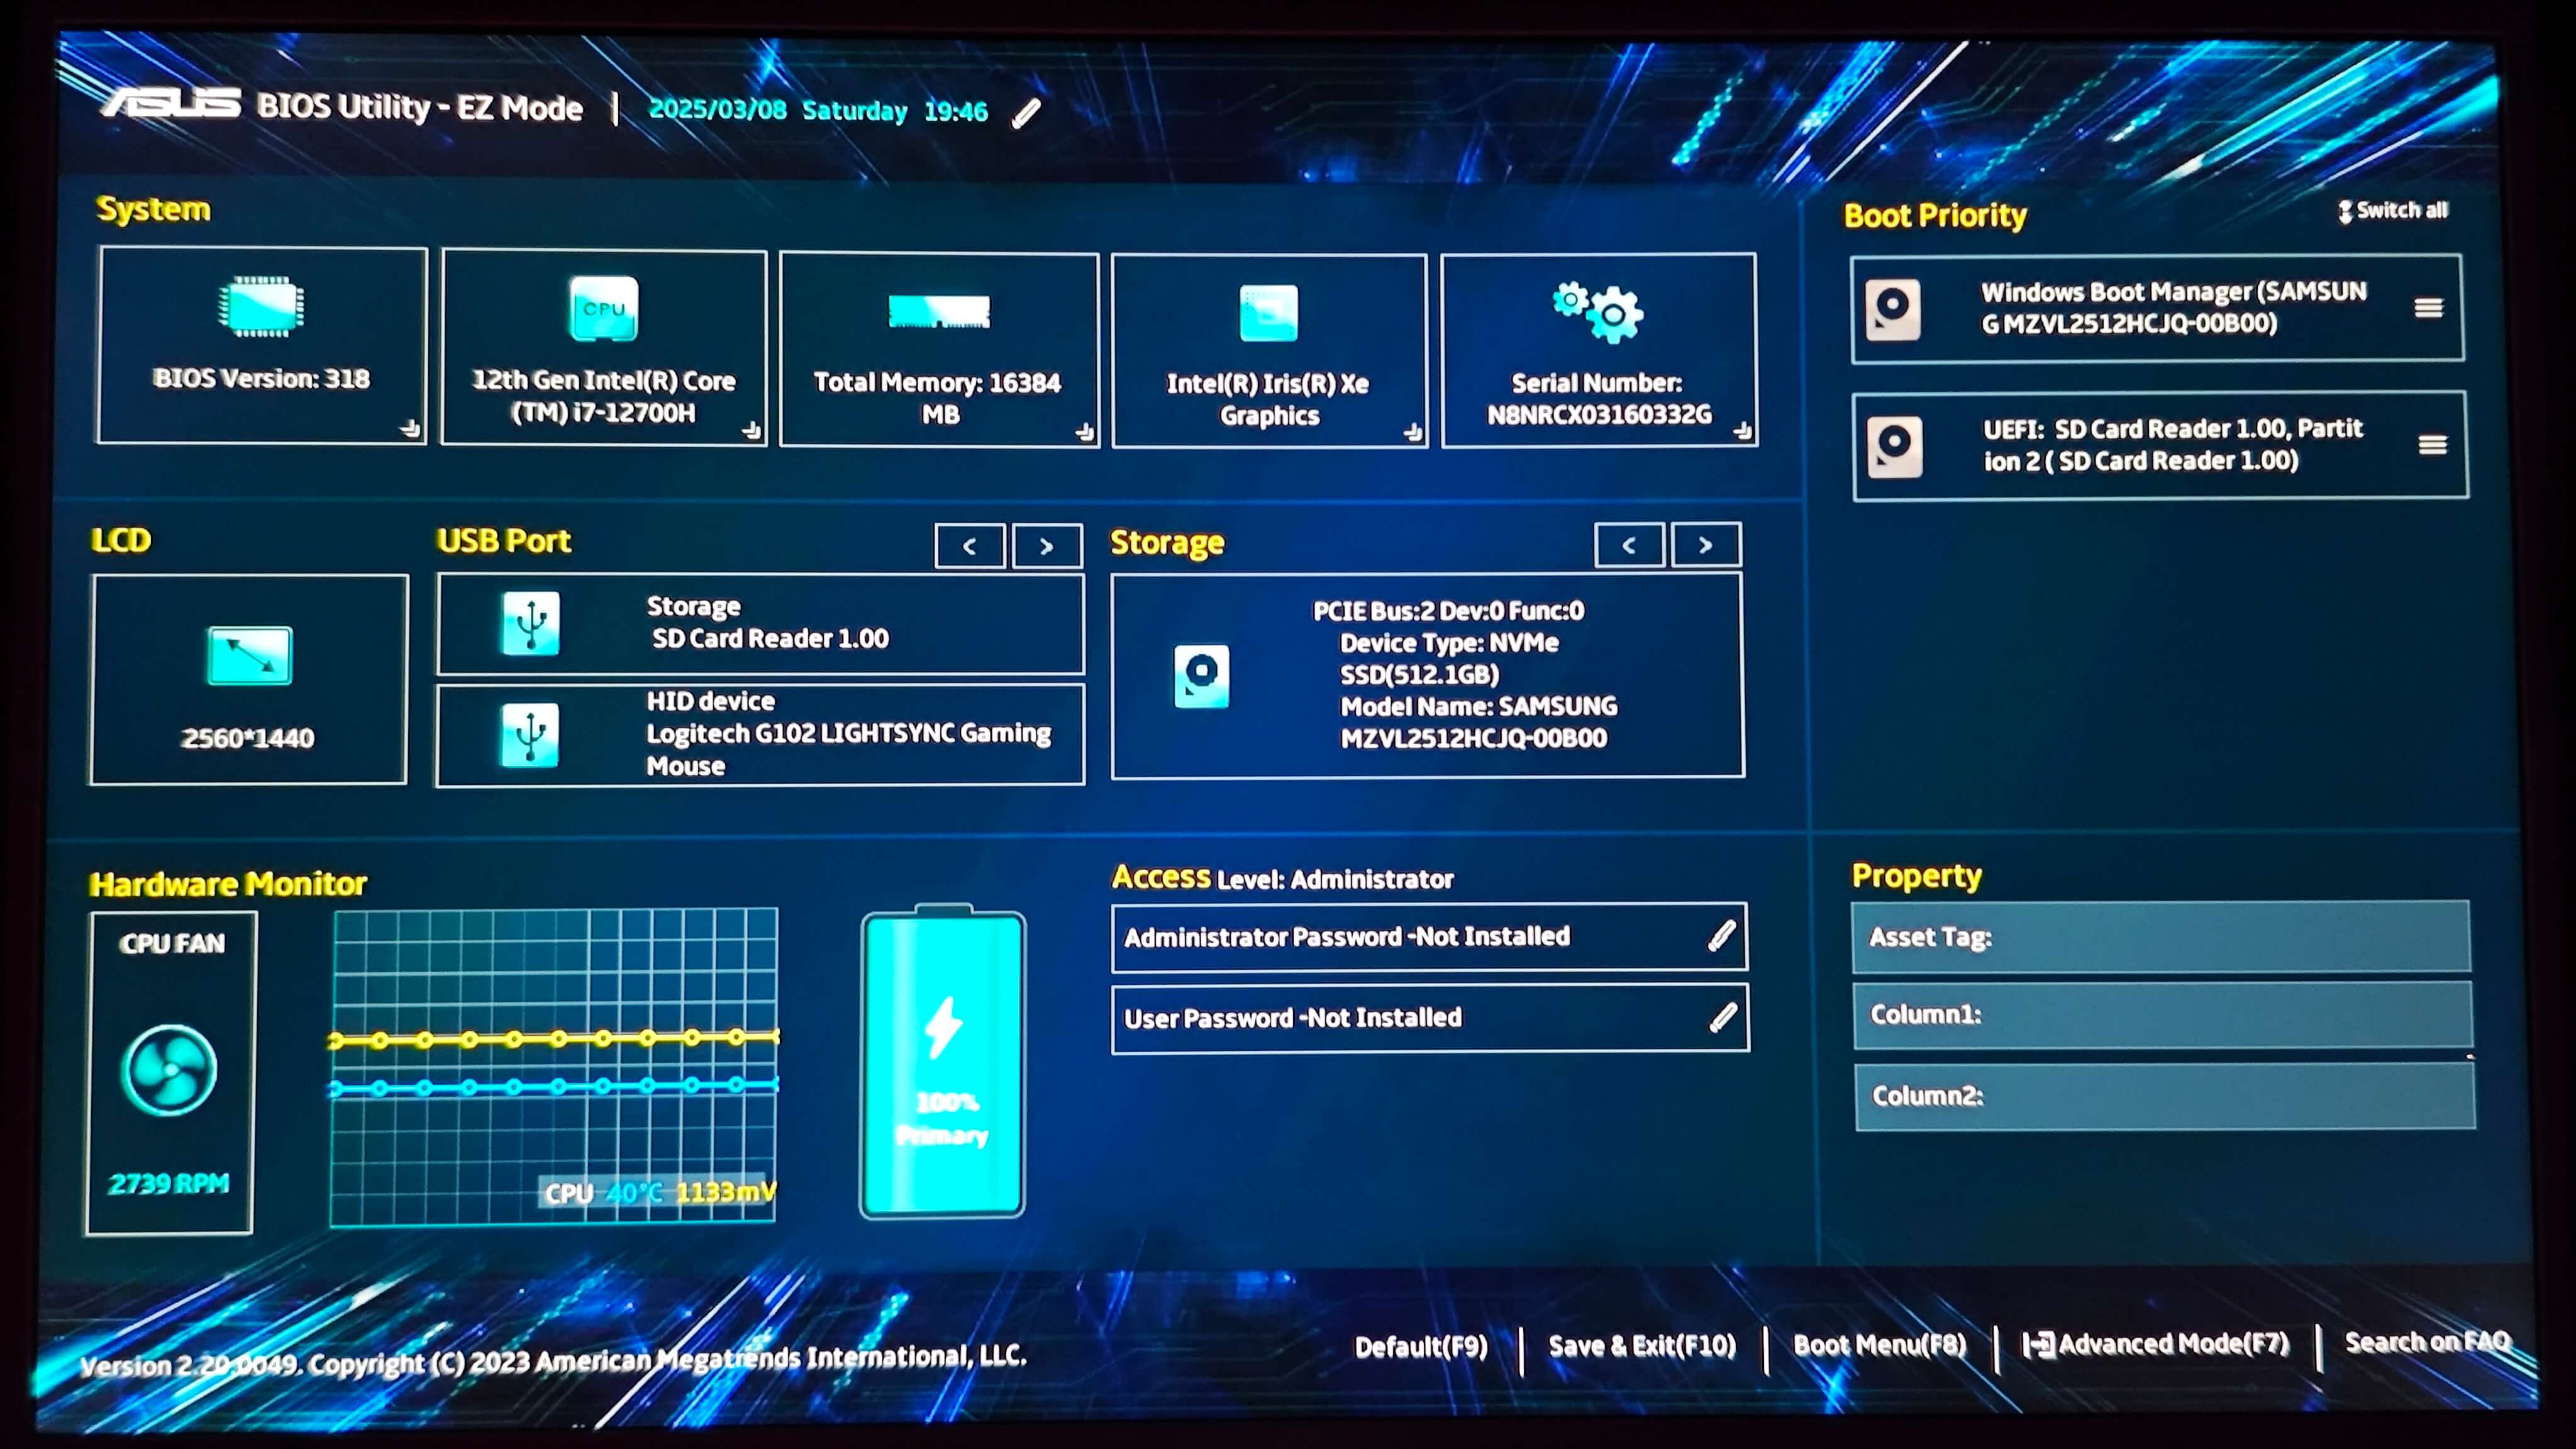 ASUS BIOS Utility - EZ Mode | 2025/03/08 Saturday 19:46
System
BIOS Version: 318
CPU
12th Gen Intel(R) Core
(TM) i7-12700H
Total Memory: 16384
MB
Intel(R) Iris(R) Xe
Graphics
Serial Number:
N8NRCX03160332G
Boot Priority
Switch all
Windows Boot Manager (SAMSUN
G MZVL2512HCJQ-00B00)
UEFI: SD Card Reader 1.00, Partit
ion 2 ( SD Card Reader 1.00)
LCD
2560*1440
USB Port
< >
Storage
SD Card Reader 1.00
HID device
Logitech G102 LIGHTSYNC Gaming
Mouse
Storage
< >
PCIE Bus:2 Dev:0 Func:0
Device Type: NVMe
SSD(512.1GB)
Model Name: SAMSUNG
MZVL2512HCJQ-00B00
Hardware Monitor
CPU FAN
2739 RPM
CPU 40°C 1133mV
100%
Primary
Access Level: Administrator
Administrator Password -Not Installed
User Password -Not Installed
Property
Asset Tag:
Column1:
Column2:
Version 2.20.0049. Copyright (C) 2023 American Megatrends International, LLC.
Default(F9) | Save & Exit(F10) | Boot Menu(F8) | Advanced Mode(F7) | Search on FAQ